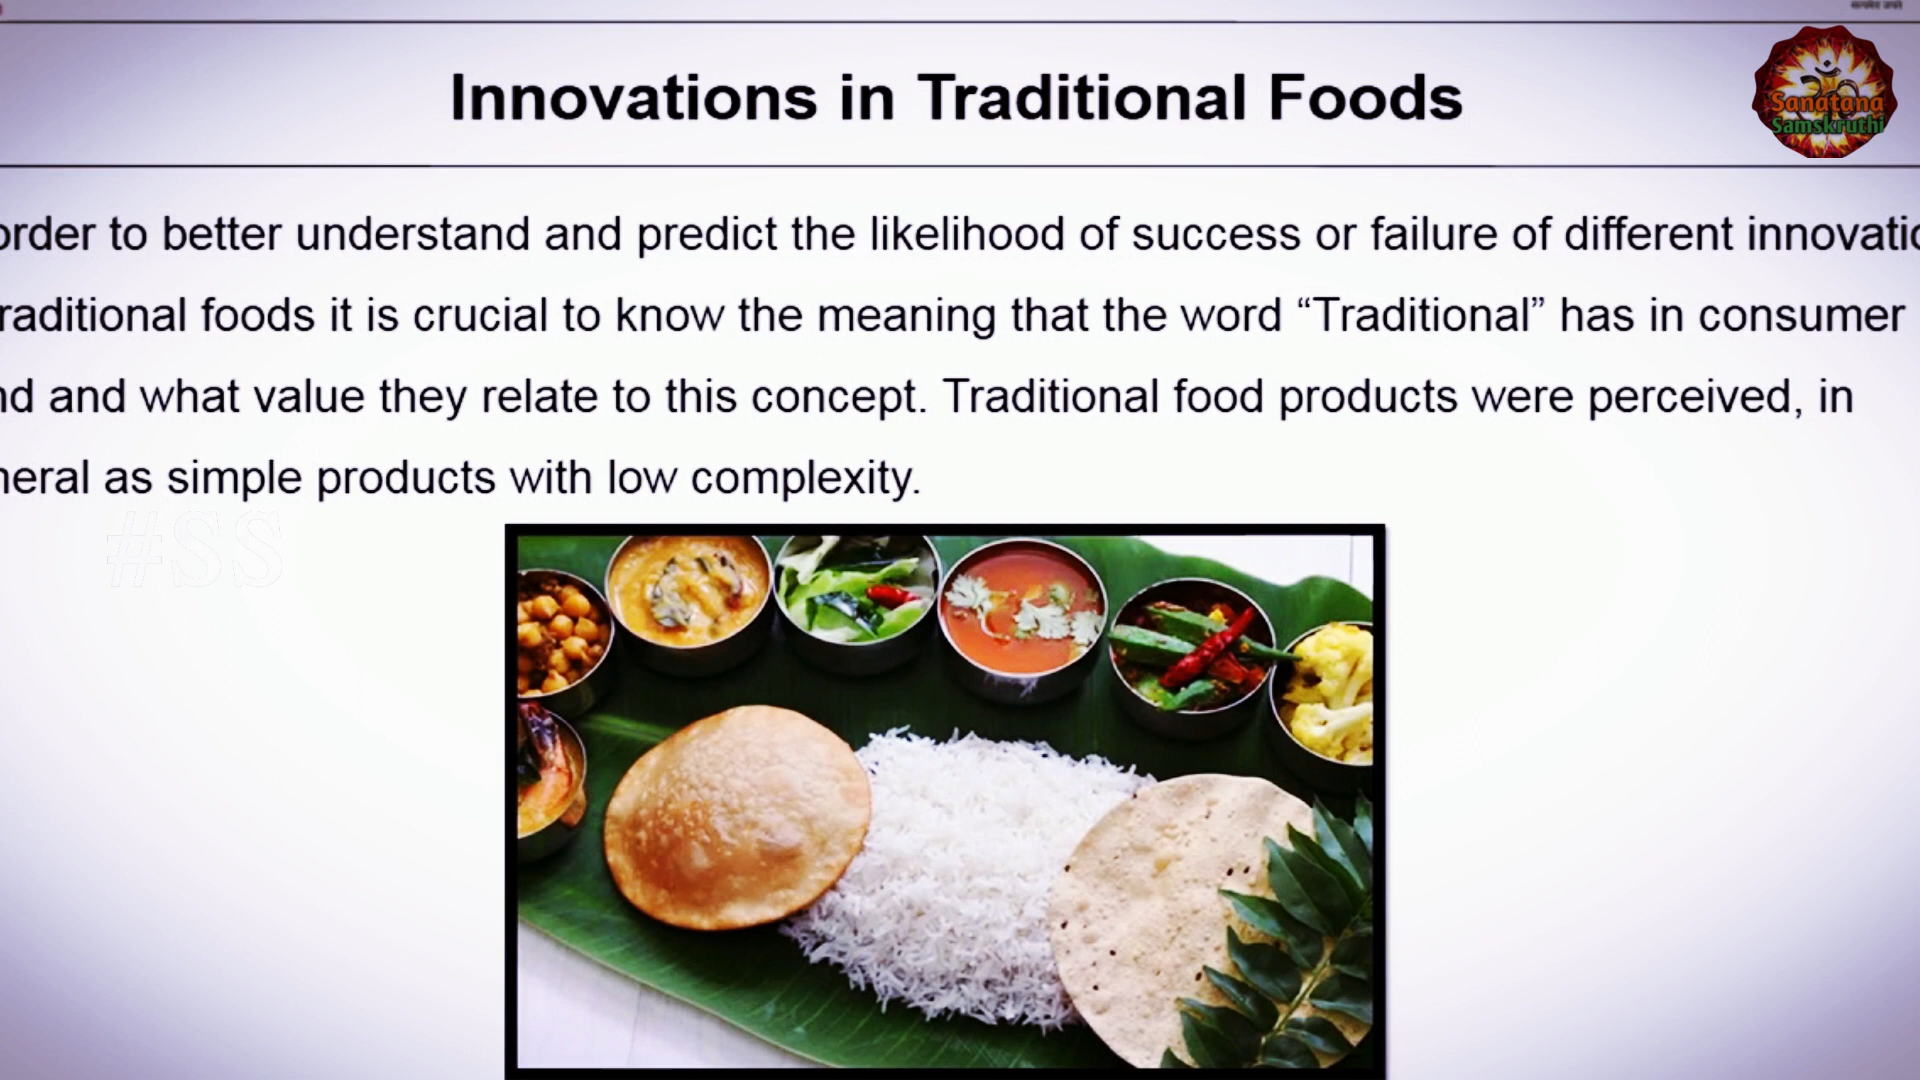 Innovations in Traditional Foods
Sanatana
Samskruthi
order to better understand and predict the likelihood of success or failure of different innovatio
raditional foods it is crucial to know the meaning that the word “Traditional” has in consumer
nd and what value they relate to this concept. Traditional food products were perceived, in
neral as simple products with low complexity.
#SS